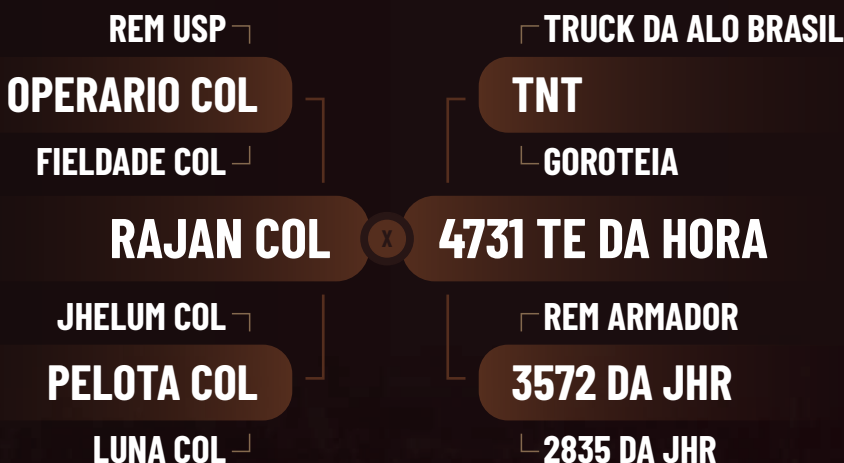 REM USP
TRUCK DA ALO BRASIL
OPERARIO COL
TNT
FIELDADE COL
GOROTEIA
RAJAN COL
X
4731 TE DA HORA
JHELUM COL
REM ARMADOR
PELOTA COL
3572 DA JHR
LUNA COL
2835 DA JHR